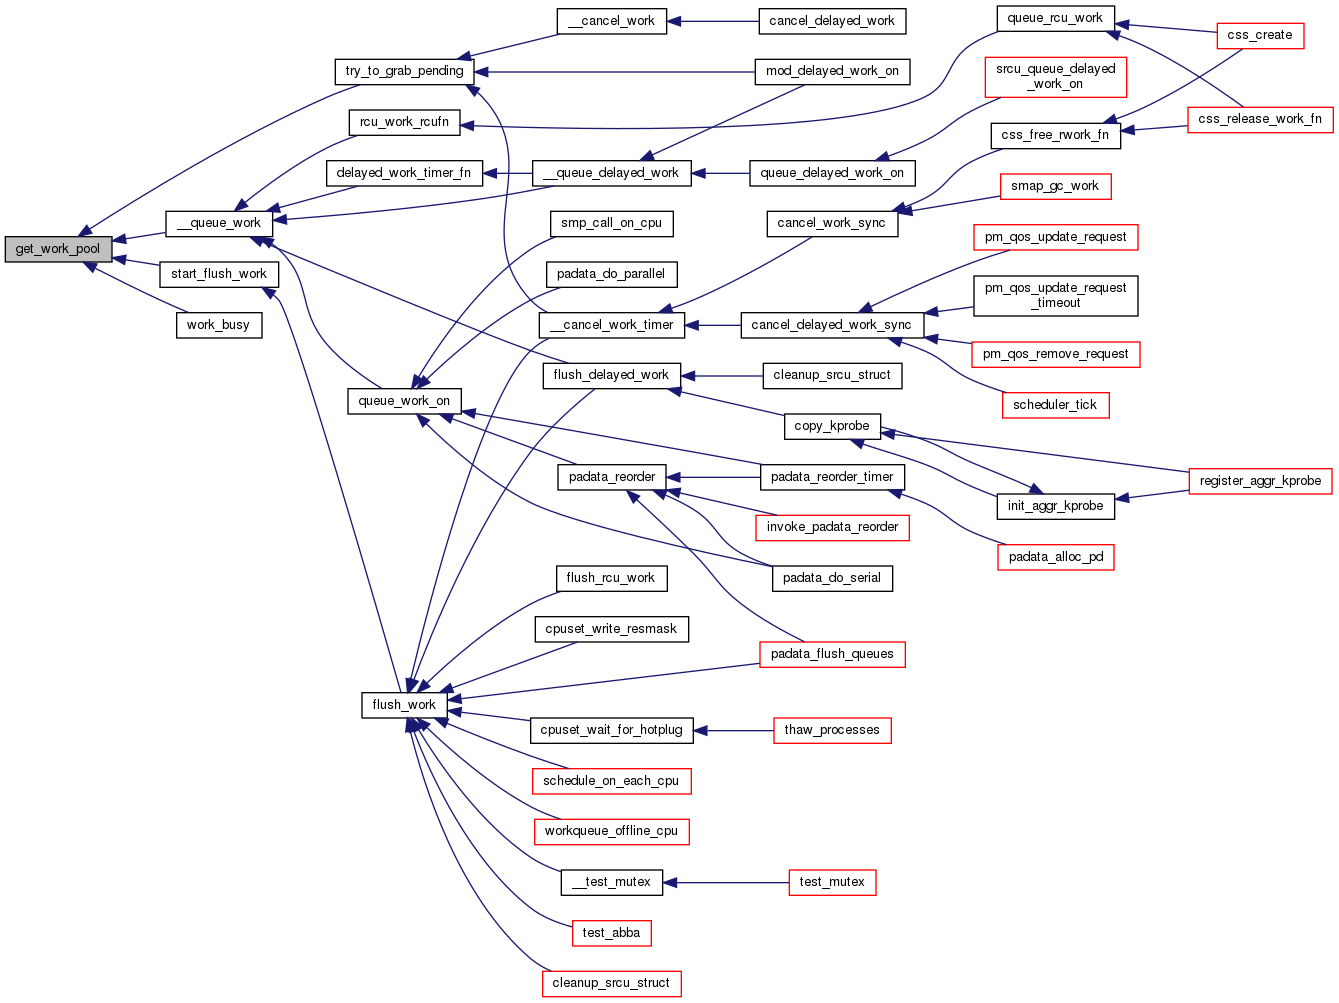 __cancel_work
cancel_delayed_work
queue_rcu_work
css_create
try_to_grab_pending
mod_delayed_work_on
srcu_queue_delayed
_work_on
rcu_work_rcufn
css_release_work_fn
css_free_rwork_fn
delayed_work_timer_fn
__queue_delayed_work
queue_delayed_work_on
smap_gc_work
__queue_work
smp_call_on_cpu
cancel_work_sync
pm_qos_update_request
get_work_pool
start_flush_work
padata_do_parallel
pm_qos_update_request
_timeout
work_busy
__cancel_work_timer
cancel_delayed_work_sync
pm_qos_remove_request
flush_delayed_work
cleanup_srcu_struct
queue_work_on
scheduler_tick
copy_kprobe
padata_reorder
padata_reorder_timer
register_aggr_kprobe
init_aggr_kprobe
invoke_padata_reorder
padata_alloc_pd
flush_rcu_work
padata_do_serial
cpuset_write_resmask
padata_flush_queues
flush_work
cpuset_wait_for_hotplug
thaw_processes
schedule_on_each_cpu
workqueue_offline_cpu
__test_mutex
test_mutex
test_abba
cleanup_srcu_struct